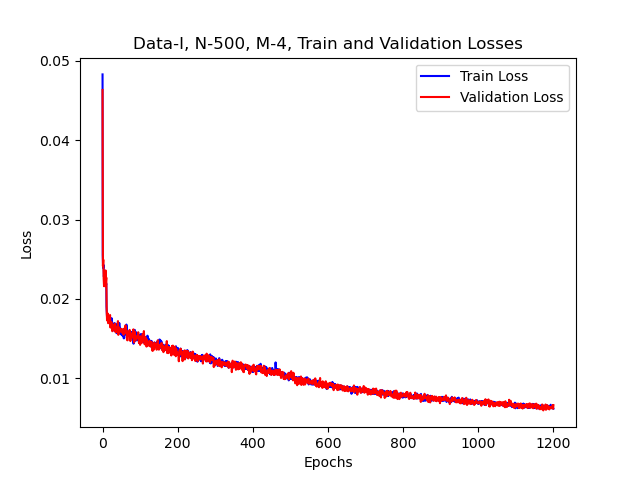 Data-I, N-500, M-4, Train and Validation Losses
Train Loss
Validation Loss
0.05
0.04
0.03
0.02
0.01
Loss
0
200
400
600
800
1000
1200
Epochs